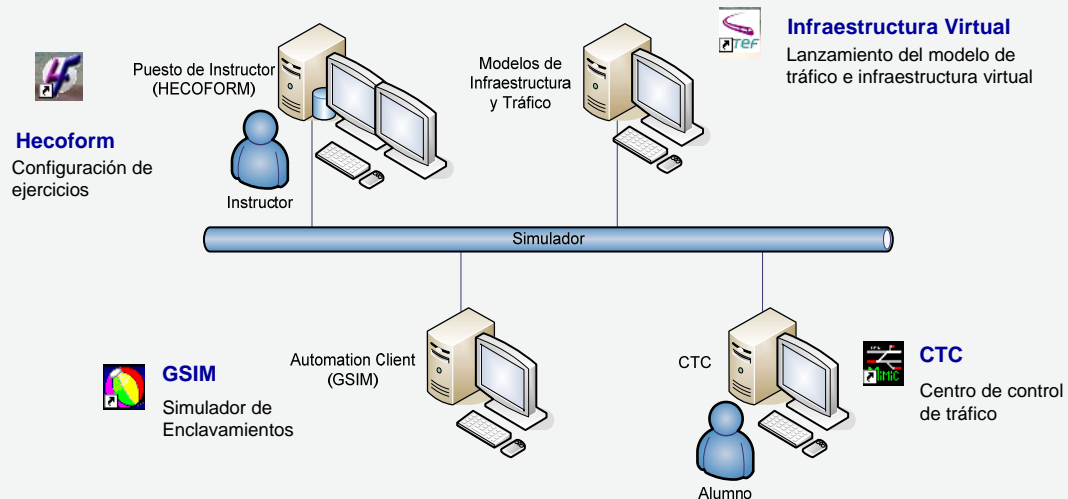 Puesto de Instructor
(HECOFORM)
Hecoform
Configuración de
ejercicios
Instructor
Modelos de
Infraestructura
y Tráfico
TEF
Infraestructura Virtual
Lanzamiento del modelo de
tráfico e infraestructura virtual
Simulador
GSIM
Simulador de
Enclavamientos
Automation Client
(GSIM)
CTC
MiMiC
CTC
Centro de control
de tráfico
Alumno